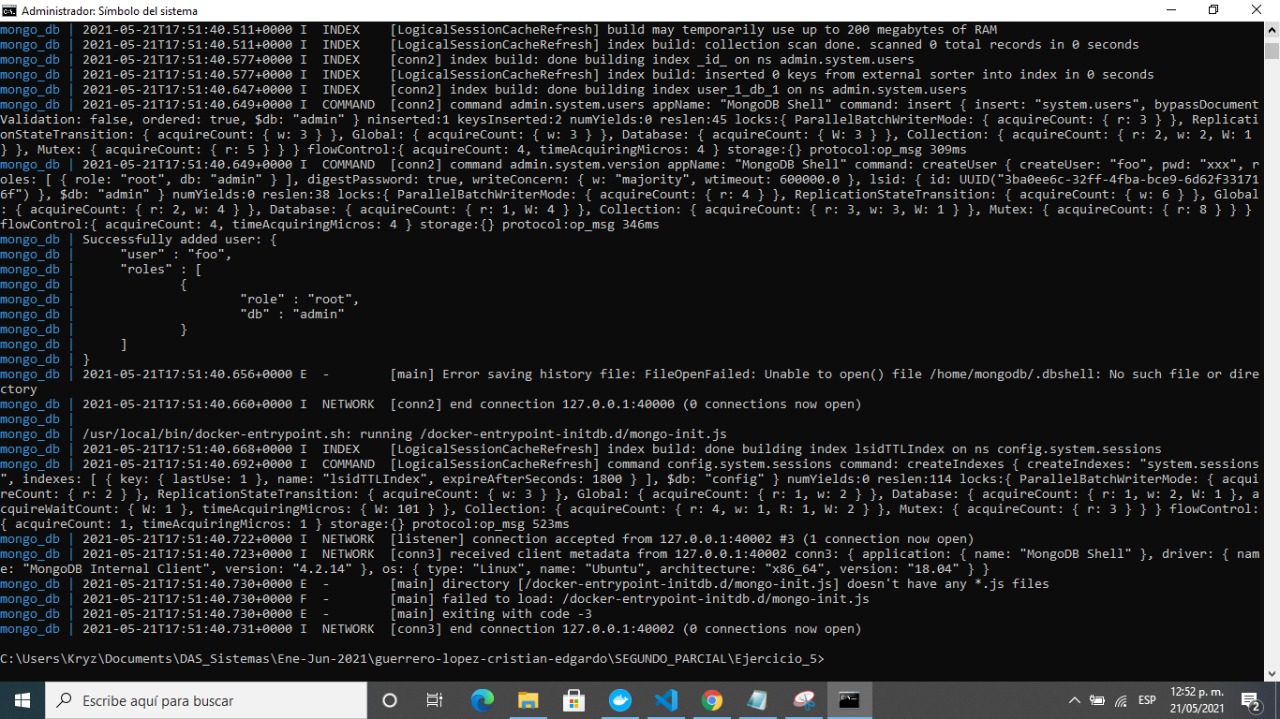 Administrador: Símbolo del sistema
mongo_db | 2021-05-21T17:51:40.511+0000 I  INDEX    [LogicalSessionCacheRefresh] build may temporarily use up to 200 megabytes of RAM
mongo_db | 2021-05-21T17:51:40.511+0000 I  INDEX    [LogicalSessionCacheRefresh] index build: collection scan done. scanned 0 total records in 0 seconds
mongo_db | 2021-05-21T17:51:40.577+0000 I  INDEX    [conn2] index build: done building index _id_ on ns admin.system.users
mongo_db | 2021-05-21T17:51:40.577+0000 I  INDEX    [LogicalSessionCacheRefresh] index build: inserted 0 keys from external sorter into index in 0 seconds
mongo_db | 2021-05-21T17:51:40.647+0000 I  INDEX    [conn2] index build: done building index user_1_db_1 on ns admin.system.users
mongo_db | 2021-05-21T17:51:40.649+0000 I  COMMAND  [conn2] command admin.system.users appName: "MongoDB Shell" command: insert { insert: "system.users", bypassDocument
Validation: false, ordered: true, $db: "admin" } ninserted:1 keysInserted:2 numYields:0 reslen:45 locks:{ ParallelBatchWriterMode: { acquireCount: { r: 3 } }, Replicati
onStateTransition: { acquireCount: { w: 3 } }, Global: { acquireCount: { w: 3 } }, Database: { acquireCount: { W: 3 } }, Collection: { acquireCount: { r: 2, w: 2, W: 1
} }, Mutex: { acquireCount: { r: 5 } } } flowControl:{ acquireCount: 4, timeAcquiringMicros: 4 } storage:{} protocol:op_msg 309ms
mongo_db | 2021-05-21T17:51:40.649+0000 I  COMMAND  [conn2] command admin.system.version appName: "MongoDB Shell" command: createUser { createUser: "foo", pwd: "xxx", r
oles: [ { role: "root", db: "admin" } ], digestPassword: true, writeConcern: { w: "majority", wtimeout: 600000.0 }, lsid: { id: UUID("3ba0ee6c-32ff-4fba-bce9-6d62f33171
6f") }, $db: "admin" } numYields:0 reslen:38 locks:{ ParallelBatchWriterMode: { acquireCount: { r: 4 } }, ReplicationStateTransition: { acquireCount: { w: 6 } }, Global
: { acquireCount: { r: 2, w: 4 } }, Database: { acquireCount: { r: 1, W: 4 } }, Collection: { acquireCount: { r: 3, w: 3, W: 1 } }, Mutex: { acquireCount: { r: 8 } } }
flowControl:{ acquireCount: 4, timeAcquiringMicros: 4 } storage:{} protocol:op_msg 346ms
mongo_db | Successfully added user: {
mongo_db |      "user" : "foo",
mongo_db |      "roles" : [
mongo_db |              {
mongo_db |                      "role" : "root",
mongo_db |                      "db" : "admin"
mongo_db |              }
mongo_db |      ]
mongo_db | }
mongo_db | 2021-05-21T17:51:40.656+0000 E  -        [main] Error saving history file: FileOpenFailed: Unable to open() file /home/mongodb/.dbshell: No such file or dire
ctory
mongo_db | 2021-05-21T17:51:40.660+0000 I  NETWORK  [conn2] end connection 127.0.0.1:40000 (0 connections now open)
mongo_db |
mongo_db | /usr/local/bin/docker-entrypoint.sh: running /docker-entrypoint-initdb.d/mongo-init.js
mongo_db | 2021-05-21T17:51:40.668+0000 I  INDEX    [LogicalSessionCacheRefresh] index build: done building index lsidTTLIndex on ns config.system.sessions
mongo_db | 2021-05-21T17:51:40.692+0000 I  COMMAND  [LogicalSessionCacheRefresh] command config.system.sessions command: createIndexes { createIndexes: "system.sessions
", indexes: [ { key: { lastUse: 1 }, name: "lsidTTLIndex", expireAfterSeconds: 1800 } ], $db: "config" } numYields:0 reslen:114 locks:{ ParallelBatchWriterMode: { acqui
reCount: { r: 2 } }, ReplicationStateTransition: { acquireCount: { w: 3 } }, Global: { acquireCount: { r: 1, w: 2 } }, Database: { acquireCount: { r: 1, w: 2, W: 1 }, a
cquireWaitCount: { W: 1 }, timeAcquiringMicros: { W: 101 } }, Collection: { acquireCount: { r: 4, w: 1, R: 1, W: 2 } }, Mutex: { acquireCount: { r: 3 } } } flowControl:
{ acquireCount: 1, timeAcquiringMicros: 1 } storage:{} protocol:op_msg 523ms
mongo_db | 2021-05-21T17:51:40.722+0000 I  NETWORK  [listener] connection accepted from 127.0.0.1:40002 #3 (1 connection now open)
mongo_db | 2021-05-21T17:51:40.723+0000 I  NETWORK  [conn3] received client metadata from 127.0.0.1:40002 conn3: { application: { name: "MongoDB Shell" }, driver: { nam
e: "MongoDB Internal Client", version: "4.2.14" }, os: { type: "Linux", name: "Ubuntu", architecture: "x86_64", version: "18.04" } }
mongo_db | 2021-05-21T17:51:40.730+0000 E  -        [main] directory [/docker-entrypoint-initdb.d/mongo-init.js] doesn't have any *.js files
mongo_db | 2021-05-21T17:51:40.730+0000 F  -        [main] failed to load: /docker-entrypoint-initdb.d/mongo-init.js
mongo_db | 2021-05-21T17:51:40.730+0000 E  -        [main] exiting with code -3
mongo_db | 2021-05-21T17:51:40.731+0000 I  NETWORK  [conn3] end connection 127.0.0.1:40002 (0 connections now open)
C:\Users\Kryz\Documents\DAS_Sistemas\Ene-Jun-2021\guerrero-lopez-cristian-edgardo\SEGUNDO_PARCIAL\Ejercicio_5>
Escribe aquí para buscar
ESP
12:52 p. m.
21/05/2021
2